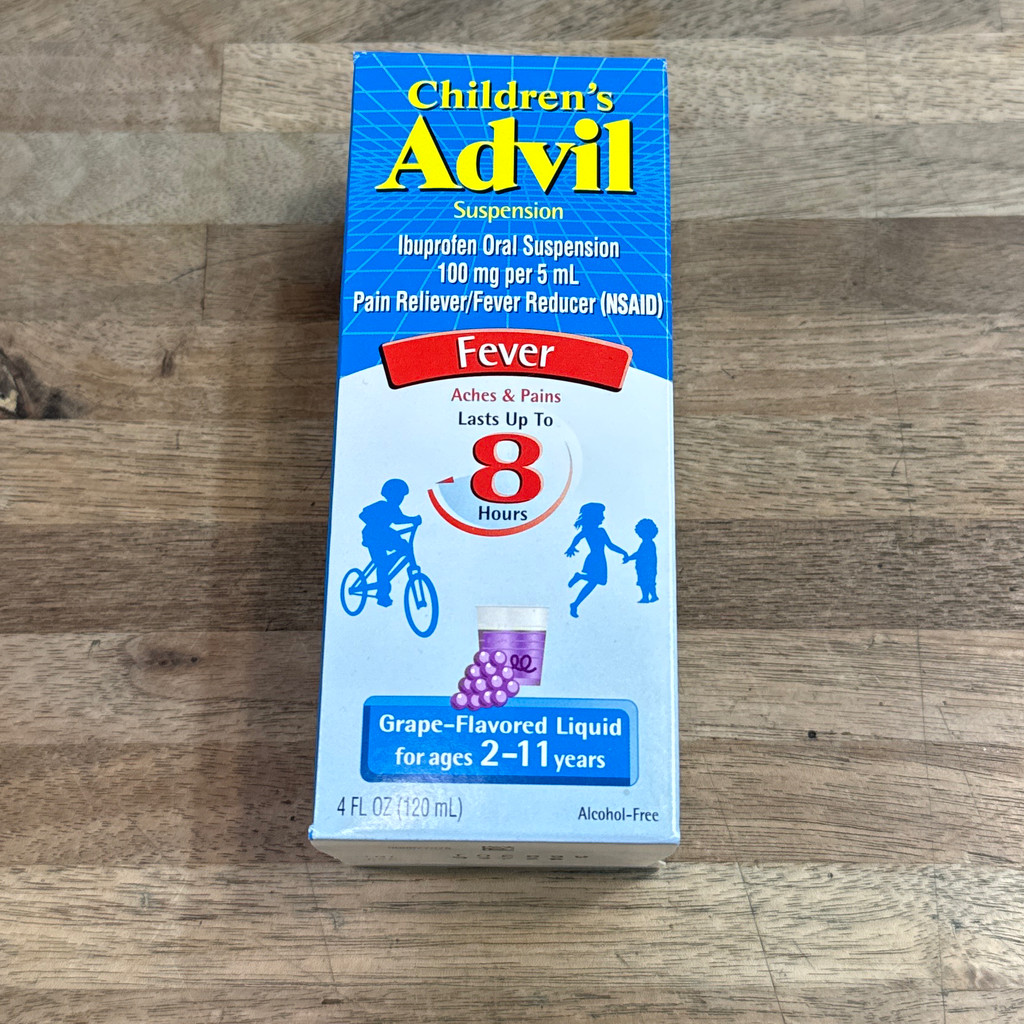 Children's
Advil
Suspension
Ibuprofen Oral Suspension
100 mg per 5 mL
Pain Reliever/Fever Reducer (NSAID)
Fever
Aches & Pains
Lasts Up To
8
Hours
Grape-Flavored Liquid
for ages 2-11 years
4 FL OZ (120 mL)
Alcohol-Free